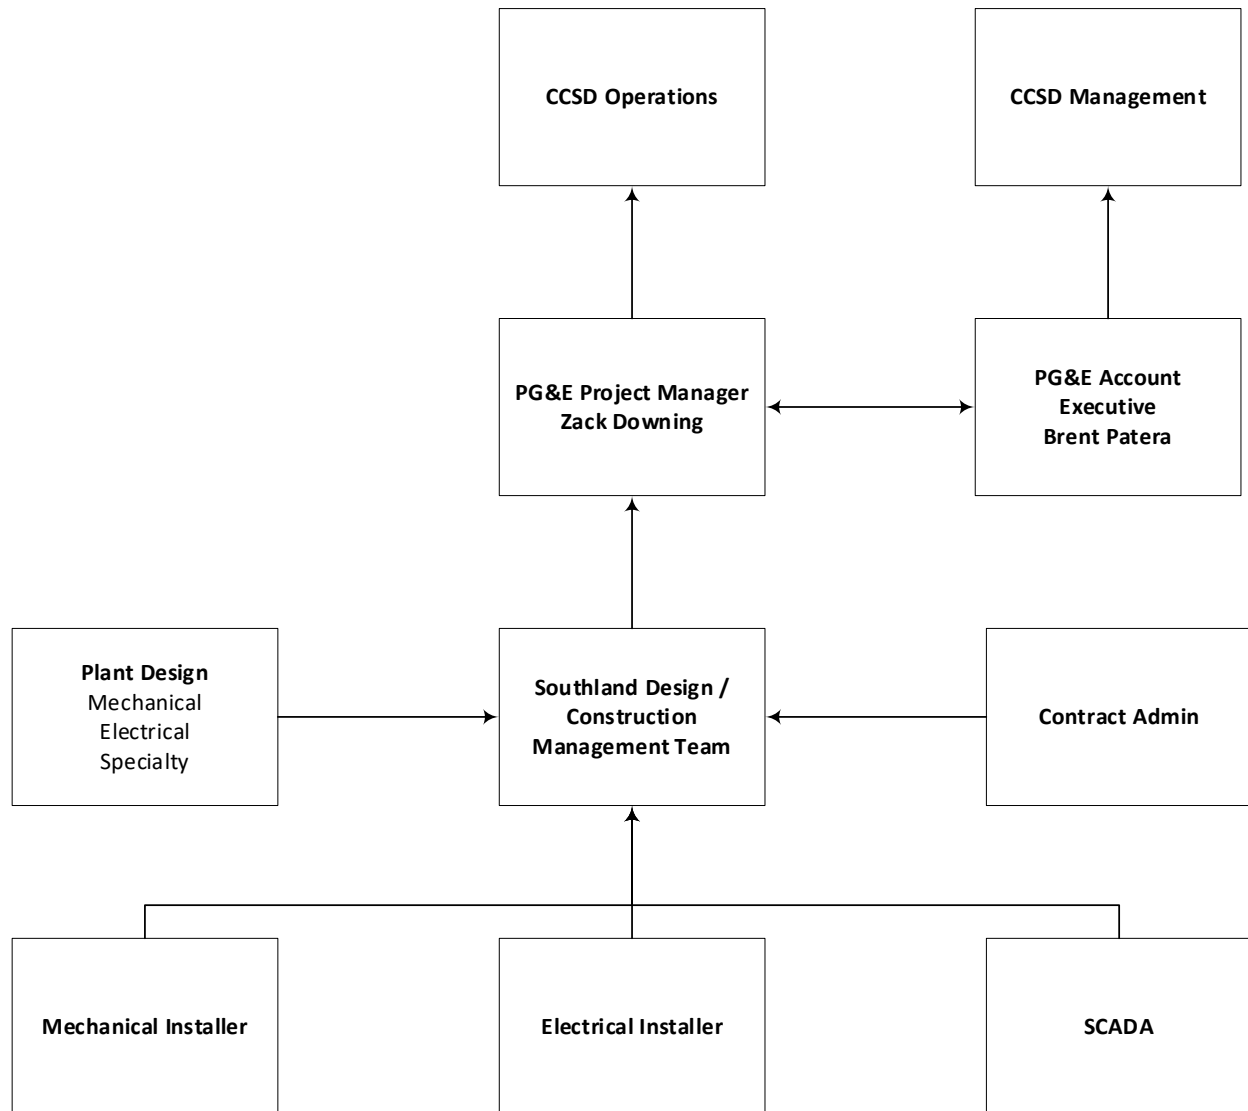 CCSD Operations
CCSD Management
PG&E Project Manager
Zack Downing
PG&E Account
Executive
Brent Patera
Plant Design
Mechanical
Electrical
Specialty
Southland Design /
Construction
Management Team
Contract Admin
Mechanical Installer
Electrical Installer
SCADA